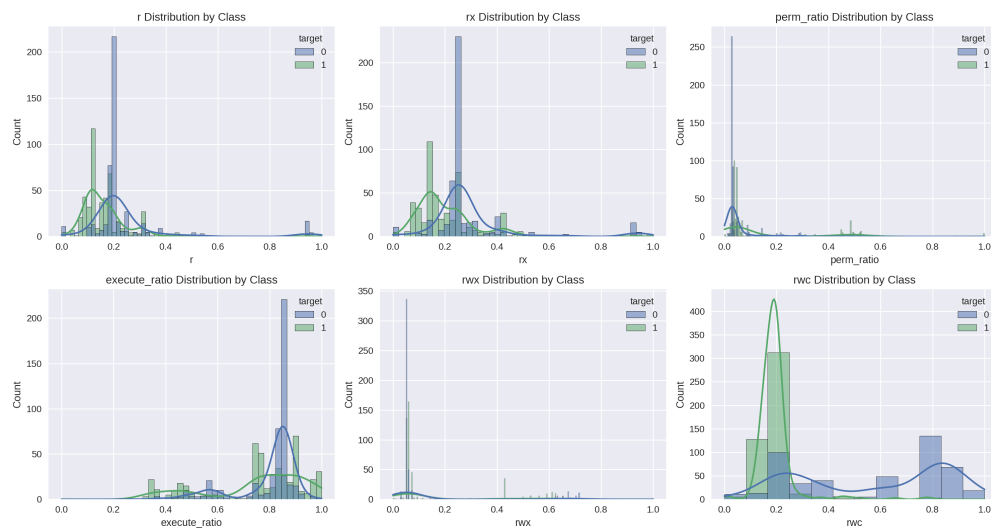 r Distribution by Class
Count
200
150
100
50
0
0.0 0.2 0.4 0.6 0.8 1.0
r
target
0
1
rx Distribution by Class
Count
200
150
100
50
0
0.0 0.2 0.4 0.6 0.8 1.0
rx
target
0
1
perm_ratio Distribution by Class
Count
250
200
150
100
50
0
0.0 0.2 0.4 0.6 0.8 1.0
perm_ratio
target
0
1
execute_ratio Distribution by Class
Count
200
150
100
50
0
0.0 0.2 0.4 0.6 0.8 1.0
execute_ratio
target
0
1
rwx Distribution by Class
Count
350
300
250
200
150
100
50
0
0.0 0.2 0.4 0.6 0.8 1.0
rwx
target
0
1
rwc Distribution by Class
Count
400
350
300
250
200
150
100
50
0
0.0 0.2 0.4 0.6 0.8 1.0
rwc
target
0
1